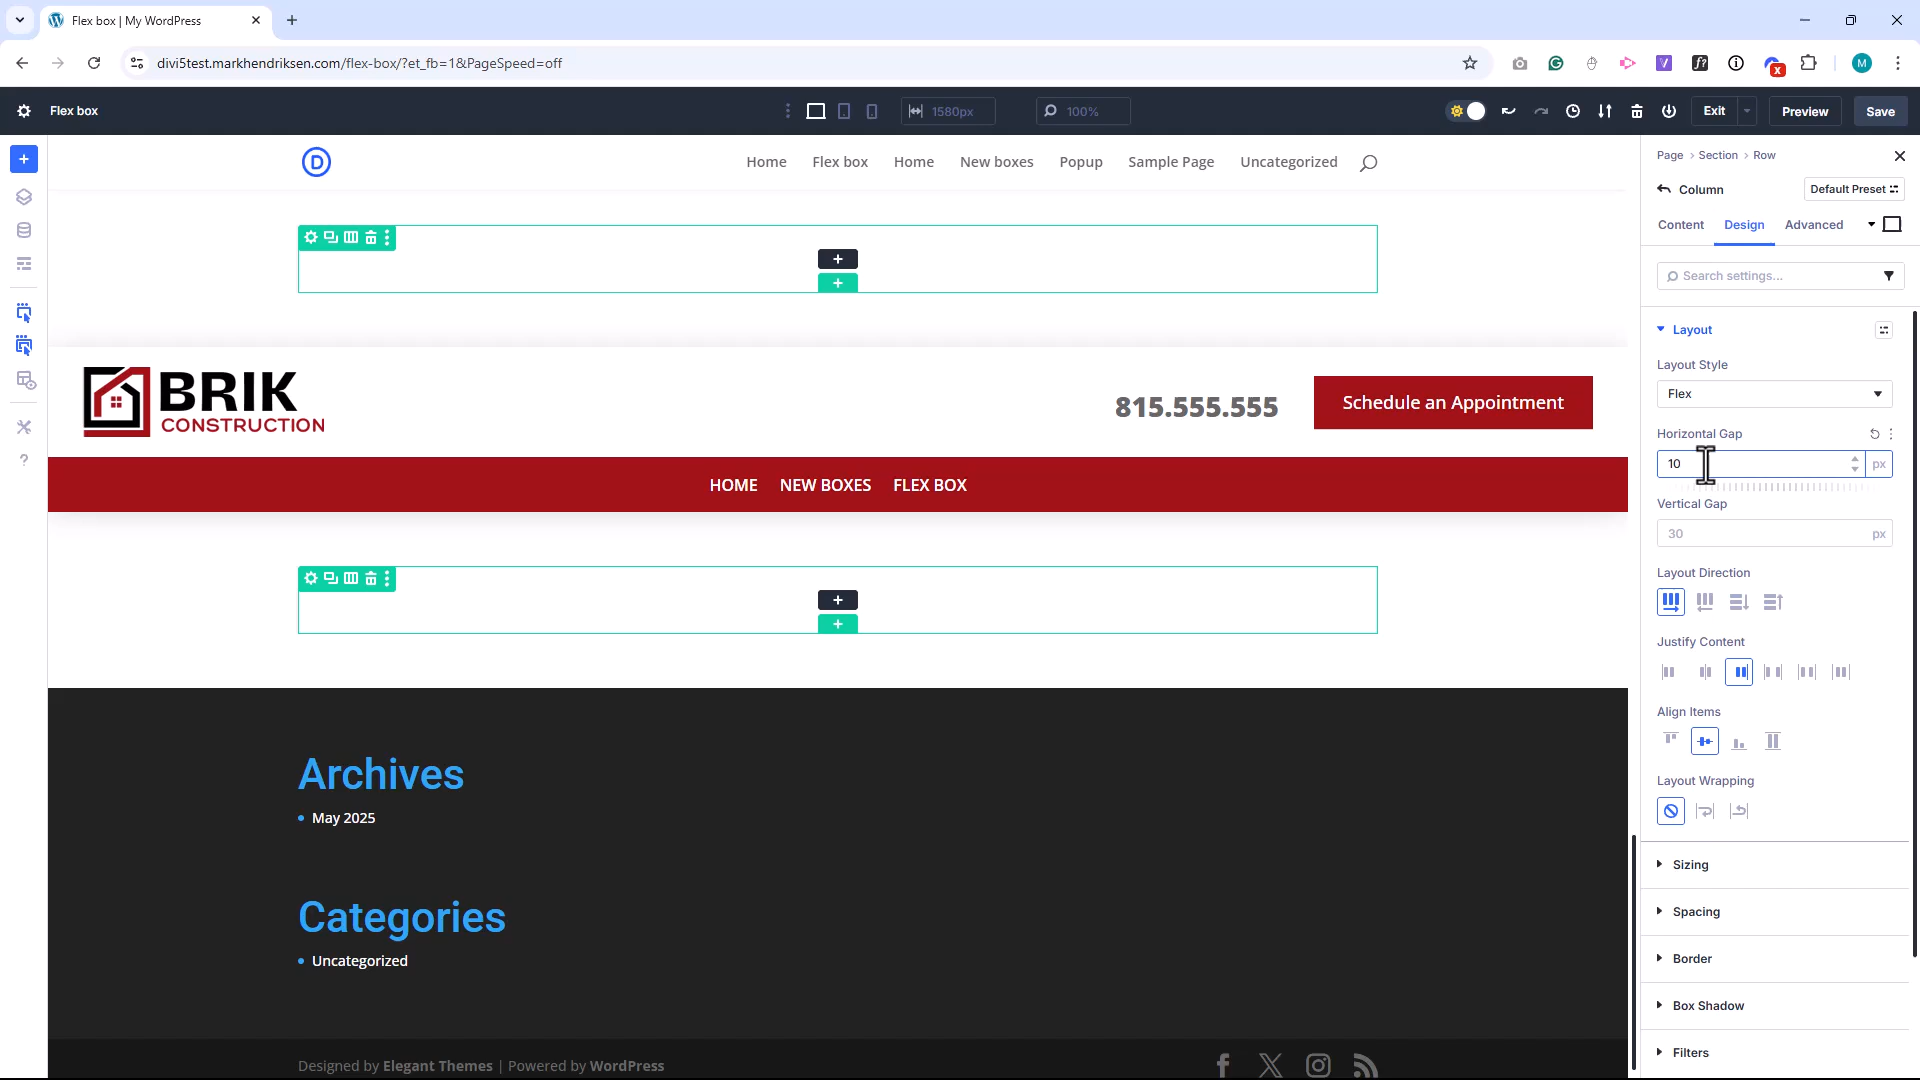 Flex box | My WordPress
divi5test.markhendriksen.com/flex-box/?et_fb=1&PageSpeed=off
M
Flex box
1580px
100%
Exit
Preview
Save
D
Home
Flex box
Home
New boxes
Popup
Sample Page
Uncategorized
BRIK
CONSTRUCTION
815.555.555
Schedule an Appointment
HOME
NEW BOXES
FLEX BOX
Archives
May 2025
Categories
Uncategorized
Designed by Elegant Themes | Powered by WordPress
Page > Section > Row
Column
Default Preset
Content
Design
Advanced
Search settings...
Layout
Layout Style
Flex
Horizontal Gap
10
px
Vertical Gap
30
px
Layout Direction
Justify Content
Align Items
Layout Wrapping
Sizing
Spacing
Border
Box Shadow
Filters